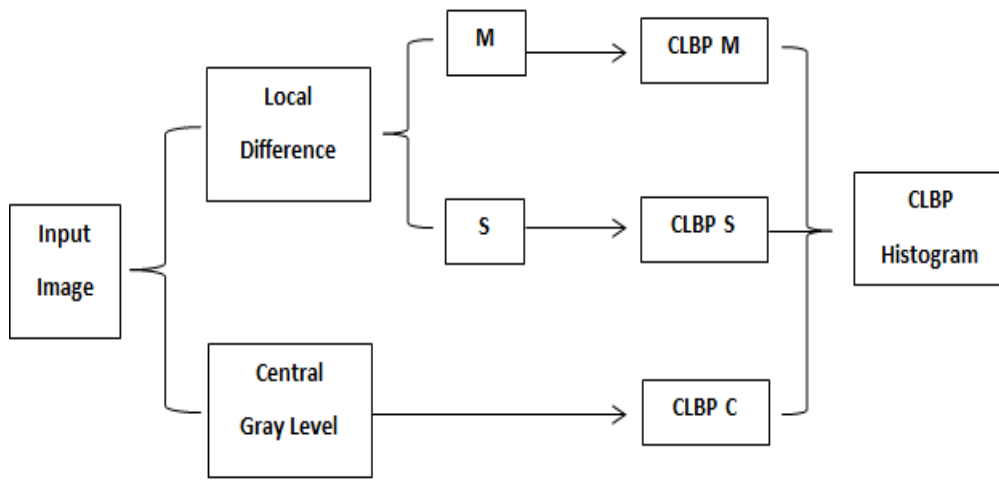 Input
Image
Local
Difference
Central
Gray Level
M
S
CLBP M
CLBP S
CLBP C
CLBP
Histogram